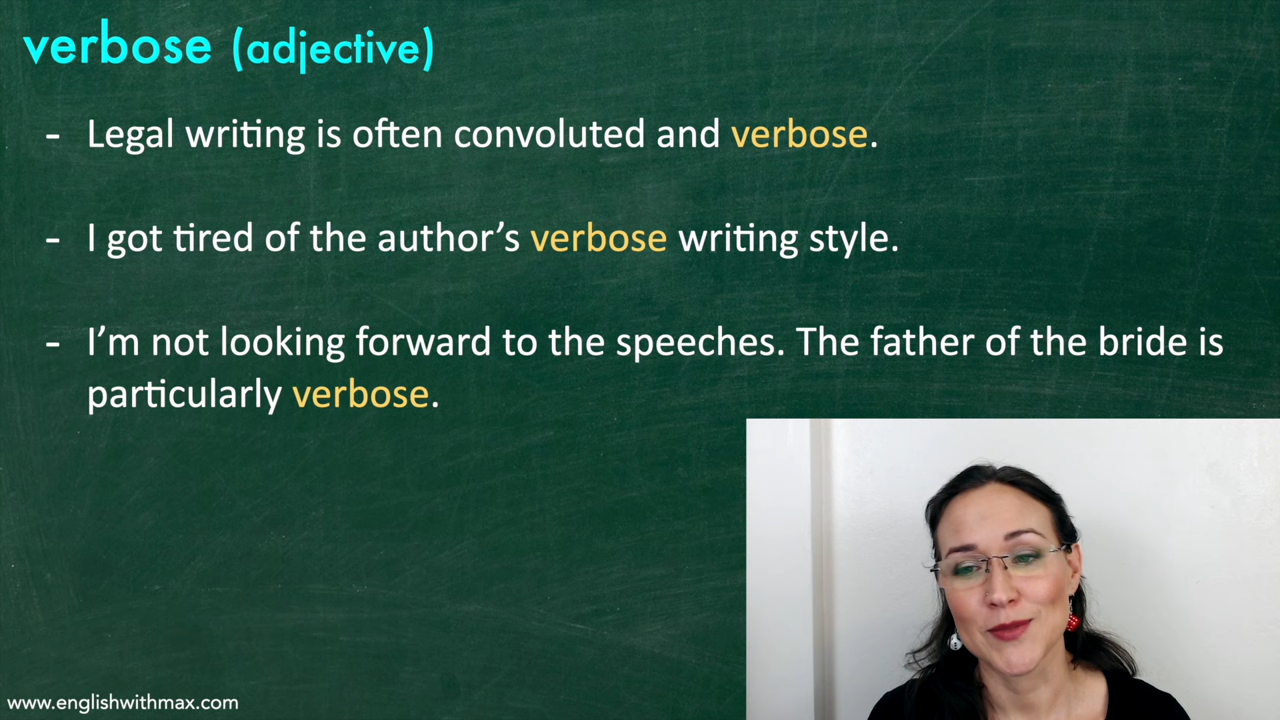 verbose (adjective)
- Legal writing is often convoluted and verbose.
- I got tired of the author’s verbose writing style.
- I’m not looking forward to the speeches. The father of the bride is
particularly verbose.
www.englishwithmax.com